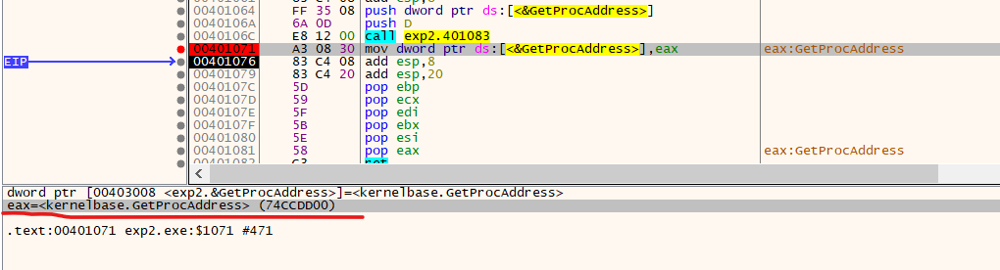 00401064 FF 35 08 push dword ptr ds:[<&GetProcAddress>]
0040106A 6A 0D push D
0040106C E8 12 00 call exp2.401083
00401071 A3 08 30 mov dword ptr ds:[<&GetProcAddress>],eax eax:GetProcAddress
EIP 00401076 83 C4 08 add esp,8
00401079 83 C4 20 add esp,20
0040107C 5D pop ebp
0040107D 59 pop ecx
0040107E 5F pop edi
0040107F 5B pop ebx
00401080 5E pop esi
00401081 58 pop eax eax:GetProcAddress
dword ptr [00403008 <exp2.&GetProcAddress>]=<kernelbase.GetProcAddress>
eax=<kernelbase.GetProcAddress> (74CCDD00)
.text:00401071 exp2.exe:$1071 #471